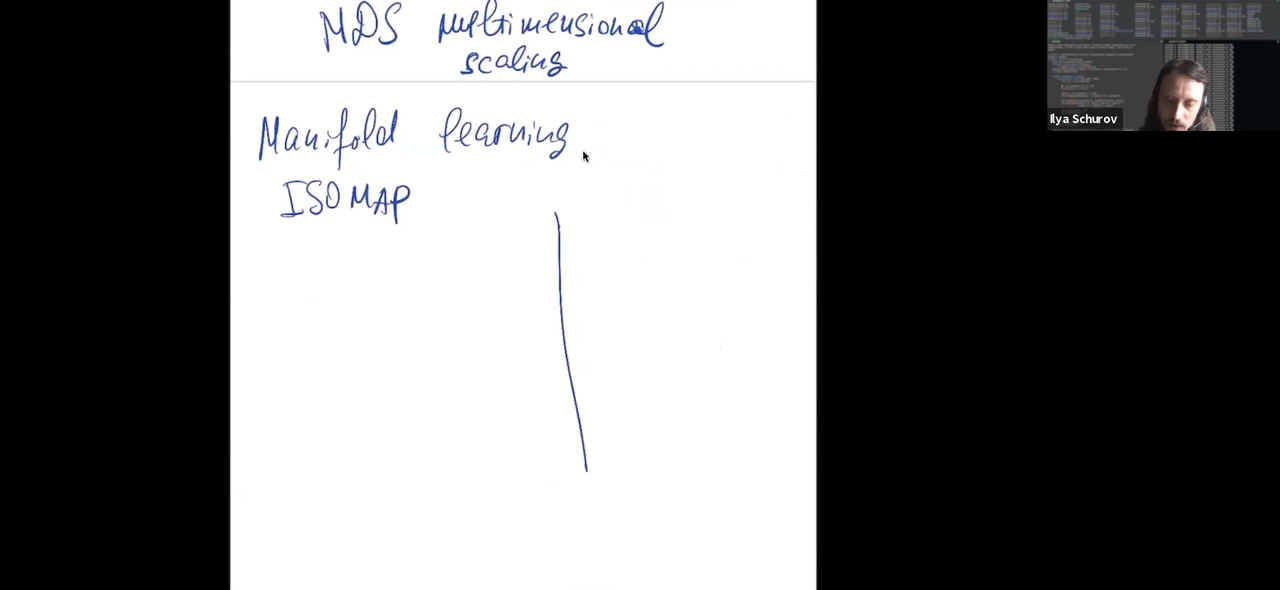 MDS multimensional
scaling
Manifold learning
ISOMAP
Ilya Schurov